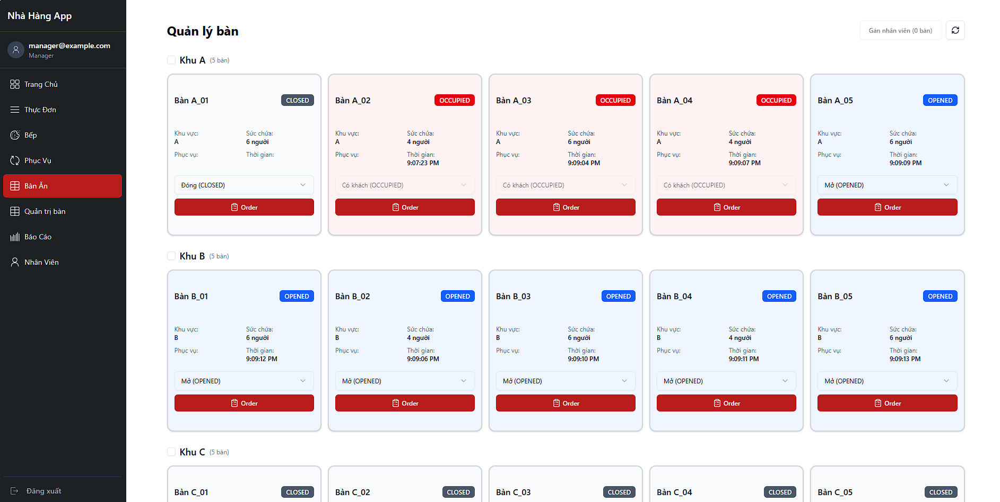 Nhà Hàng App
manager@example.com
Manager
Trang Chủ
Thực Đơn
Bếp
Phục Vụ
Bàn Ăn
Quản trị bàn
Báo Cáo
Nhân Viên
Đăng xuất
Quản lý bàn
Gán nhân viên (0 bàn)
Khu A (5 bàn)
Bàn A_01 CLOSED
Khu vực: Sức chứa:
A 6 người
Phục vụ: Thời gian:
Đóng (CLOSED)
Order
Bàn A_02 OCCUPIED
Khu vực: Sức chứa:
A 4 người
Phục vụ: Thời gian:
9:07:23 PM
Có khách (OCCUPIED)
Order
Bàn A_03 OCCUPIED
Khu vực: Sức chứa:
A 6 người
Phục vụ: Thời gian:
9:09:04 PM
Có khách (OCCUPIED)
Order
Bàn A_04 OCCUPIED
Khu vực: Sức chứa:
A 4 người
Phục vụ: Thời gian:
9:09:07 PM
Có khách (OCCUPIED)
Order
Bàn A_05 OPENED
Khu vực: Sức chứa:
A 6 người
Phục vụ: Thời gian:
9:09:09 PM
Mở (OPENED)
Order
Khu B (5 bàn)
Bàn B_01 OPENED
Khu vực: Sức chứa:
B 6 người
Phục vụ: Thời gian:
9:09:12 PM
Mở (OPENED)
Order
Bàn B_02 OPENED
Khu vực: Sức chứa:
B 4 người
Phục vụ: Thời gian:
9:09:06 PM
Mở (OPENED)
Order
Bàn B_03 OPENED
Khu vực: Sức chứa:
B 6 người
Phục vụ: Thời gian:
9:09:10 PM
Mở (OPENED)
Order
Bàn B_04 OPENED
Khu vực: Sức chứa:
B 4 người
Phục vụ: Thời gian:
9:09:11 PM
Mở (OPENED)
Order
Bàn B_05 OPENED
Khu vực: Sức chứa:
B 6 người
Phục vụ: Thời gian:
9:09:13 PM
Mở (OPENED)
Order
Khu C (5 bàn)
Bàn C_01 CLOSED
Bàn C_02 CLOSED
Bàn C_03 CLOSED
Bàn C_04 CLOSED
Bàn C_05 CLOSED